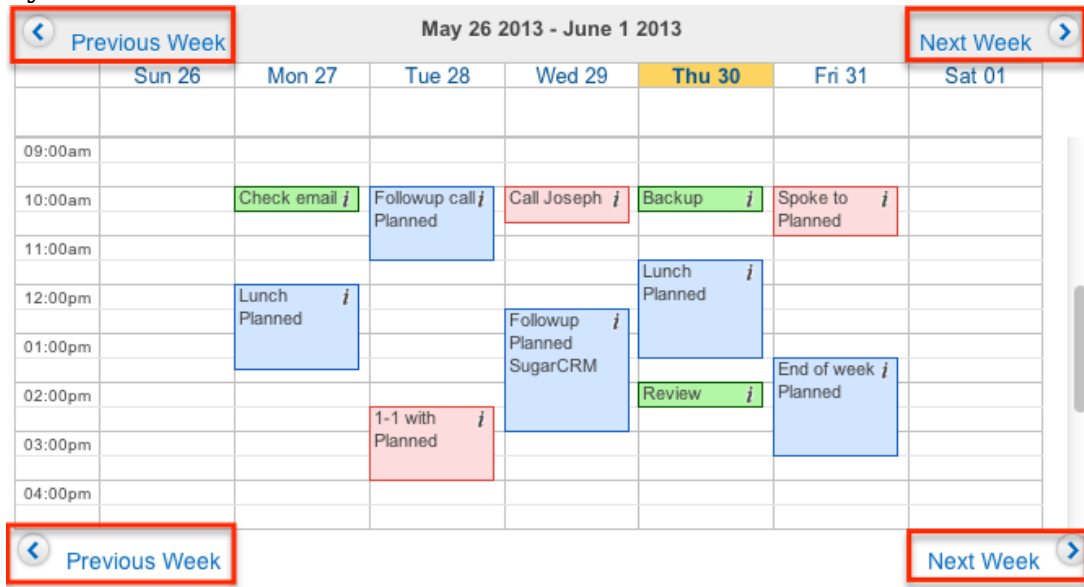 Previous Week
May 26 2013 - June 1 2013
Next Week
Sun 26
Mon 27
Tue 28
Wed 29
Thu 30
Fri 31
Sat 01
09:00am
10:00am
Check email i
Followup call i
Planned
Call Joseph i
Backup i
Spoke to i
Planned
11:00am
Lunch i
Planned
12:00pm
Lunch i
Planned
Followup i
Planned
SugarCRM
01:00pm
End of week i
Planned
02:00pm
Review i
1-1 with i
Planned
03:00pm
04:00pm
Previous Week
Next Week